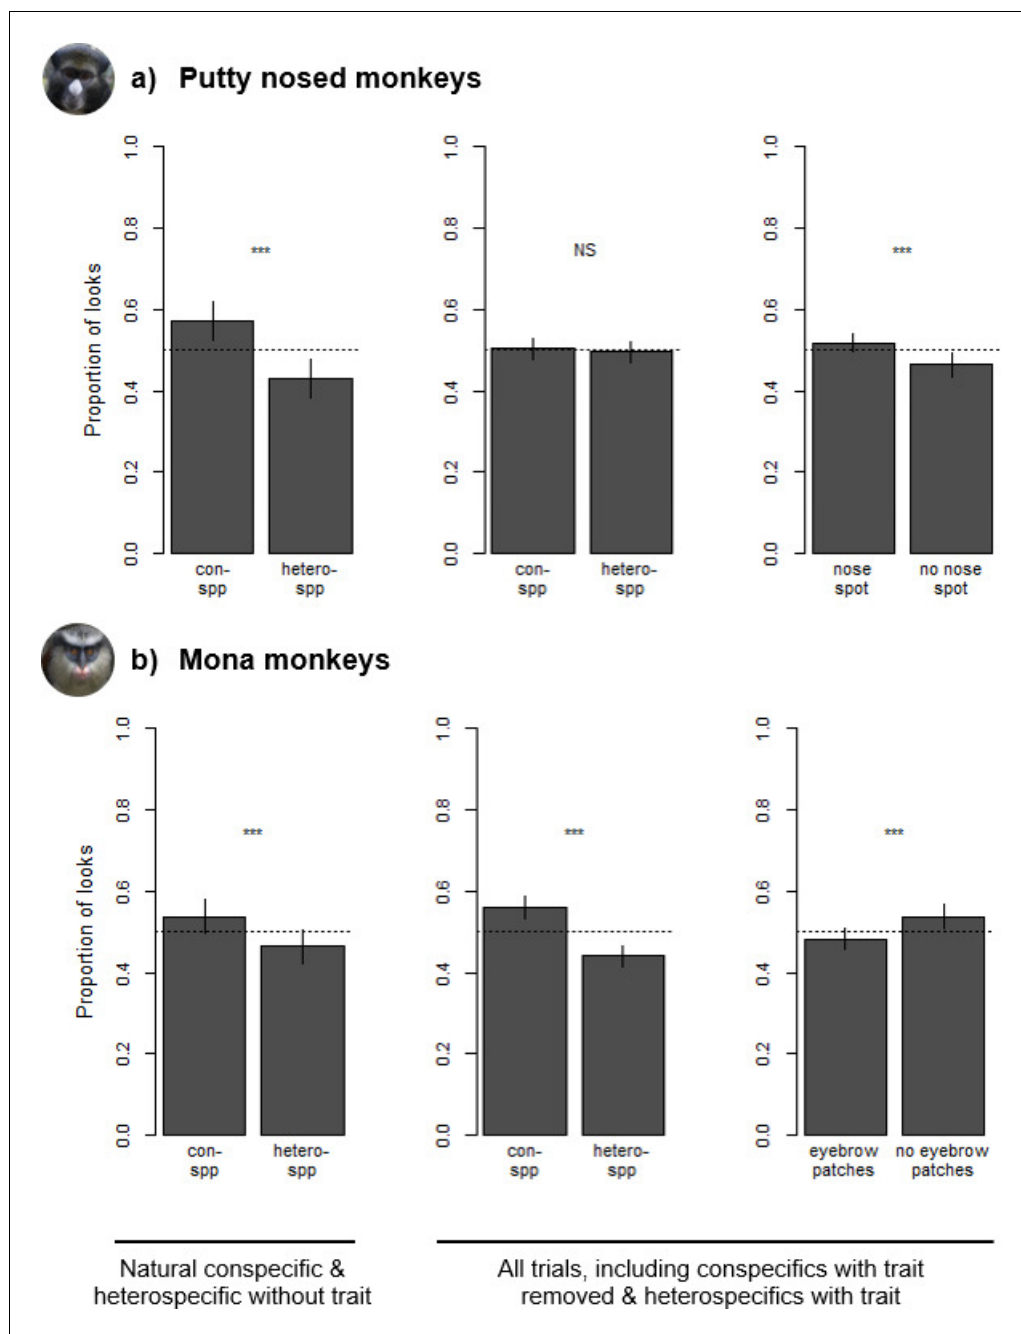 a) Putty nosed monkeys
Proportion of looks
0.0 0.2 0.4 0.6 0.8 1.0
***
con-
spp
hetero-
spp
0.0 0.2 0.4 0.6 0.8 1.0
NS
con-
spp
hetero-
spp
0.0 0.2 0.4 0.6 0.8 1.0
***
nose
spot
no nose
spot
b) Mona monkeys
Proportion of looks
0.0 0.2 0.4 0.6 0.8 1.0
***
con-
spp
hetero-
spp
0.0 0.2 0.4 0.6 0.8 1.0
***
con-
spp
hetero-
spp
0.0 0.2 0.4 0.6 0.8 1.0
***
eyebrow
patches
no eyebrow
patches
Natural conspecific &
heterospecific without trait
All trials, including conspecifics with trait
removed & heterospecifics with trait